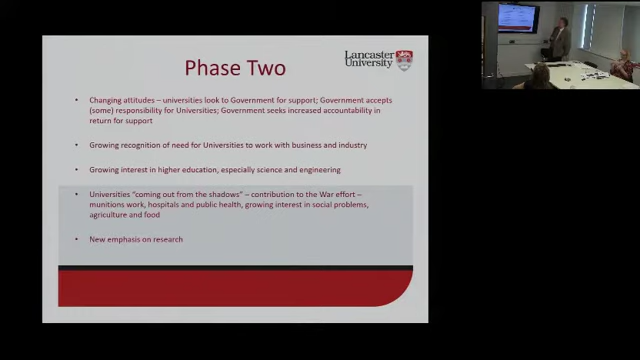 Lancaster
University
Phase Two
• Changing attitudes – universities look to Government for support; Government accepts
(some) responsibility for Universities; Government seeks increased accountability in
return for support
• Growing recognition of need for Universities to work with business and industry
• Growing interest in higher education, especially science and engineering
• Universities "coming out from the shadows" – contribution to the War effort –
munitions work, hospitals and public health, growing interest in social problems,
agriculture and food
• New emphasis on research